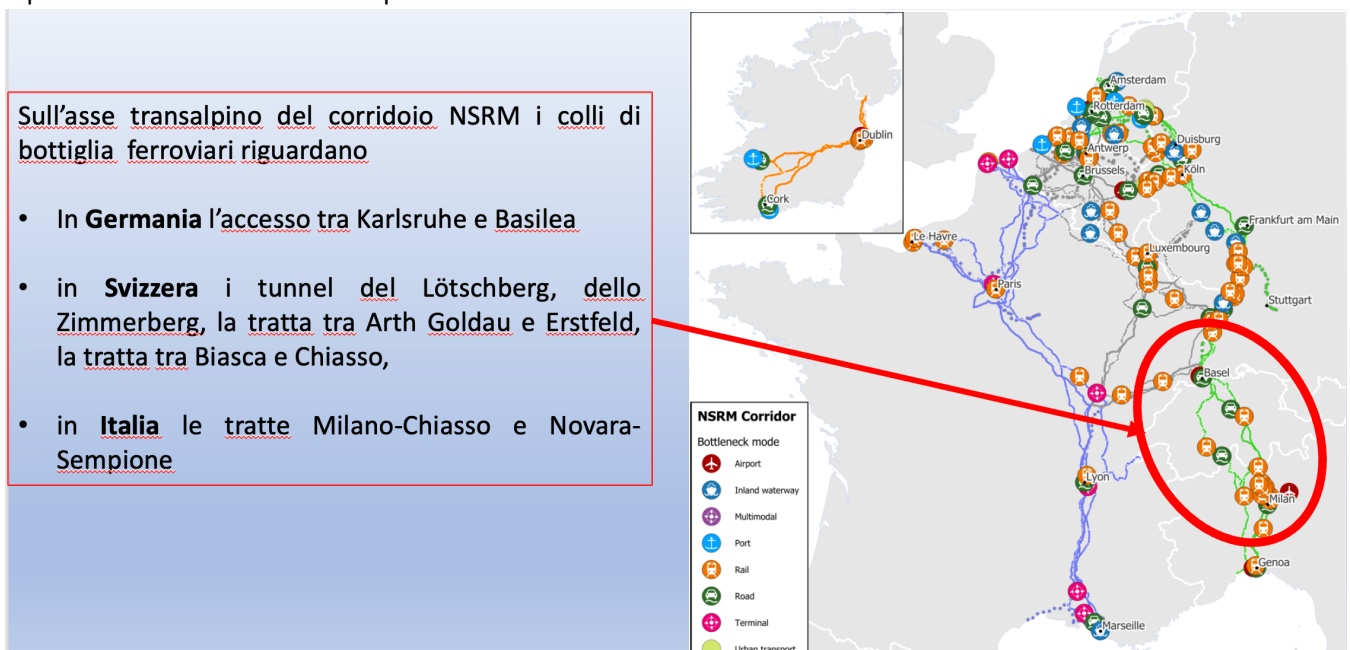 Sull’asse transalpino del corridoio NSRM i colli di
bottiglia ferroviari riguardano
• In Germania l’accesso tra Karlsruhe e Basilea
• in Svizzera i tunnel del Lötschberg, dello
Zimmerberg, la tratta tra Arth Goldau e Erstfeld,
la tratta tra Biasca e Chiasso,
• in Italia le tratte Milano-Chiasso e Novara-
Sempione
Dublin
Cork
Amsterdam
Rotterdam
Duisburg
Antwerp
Brussels
Köln
Frankfurt am Main
Le Havre
Luxembourg
Paris
Stuttgart
Basel
Lyon
Milan
Genoa
Marseille
NSRM Corridor
Bottleneck mode
Airport
Inland waterway
Multimodal
Port
Rail
Road
Terminal
Urban transport